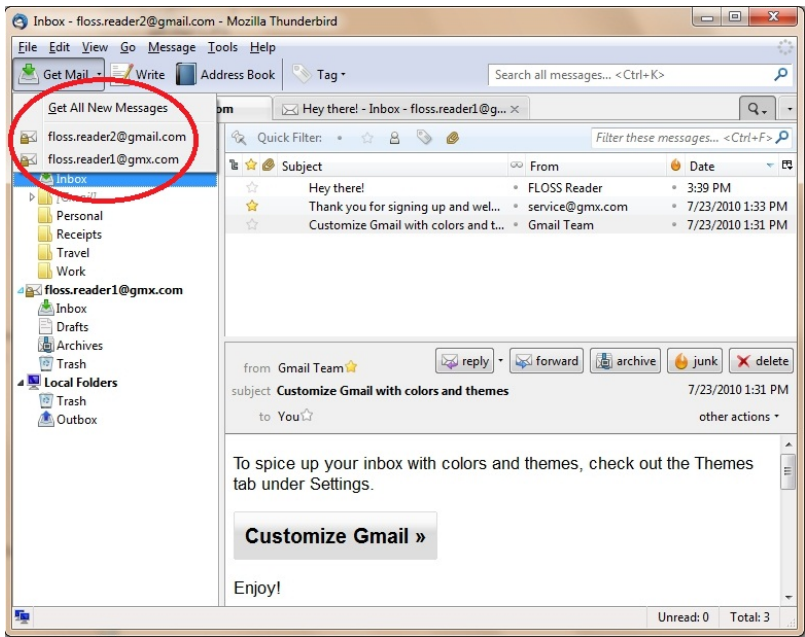 Inbox - floss.reader2@gmail.com - Mozilla Thunderbird
File Edit View Go Message Tools Help
Get Mail Write Address Book Tag Search all messages... <Ctrl+K>
Get All New Messages
floss.reader2@gmail.com
floss.reader1@gmx.com
om Hey there! - Inbox - floss.reader1@g...
Quick Filter: Filter these messages... <Ctrl+F>
Subject From Date
Hey there! FLOSS Reader 3:39 PM
Thank you for signing up and wel... service@gmx.com 7/23/2010 1:33 PM
Customize Gmail with colors and t... Gmail Team 7/23/2010 1:31 PM
Inbox
[Gmail]
Personal
Receipts
Travel
Work
floss.reader1@gmx.com
Inbox
Drafts
Archives
Trash
Local Folders
Trash
Outbox
from Gmail Team reply forward archive junk delete
subject Customize Gmail with colors and themes 7/23/2010 1:31 PM
to You other actions
To spice up your inbox with colors and themes, check out the Themes
tab under Settings.
Customize Gmail »
Enjoy!
Unread: 0 Total: 3